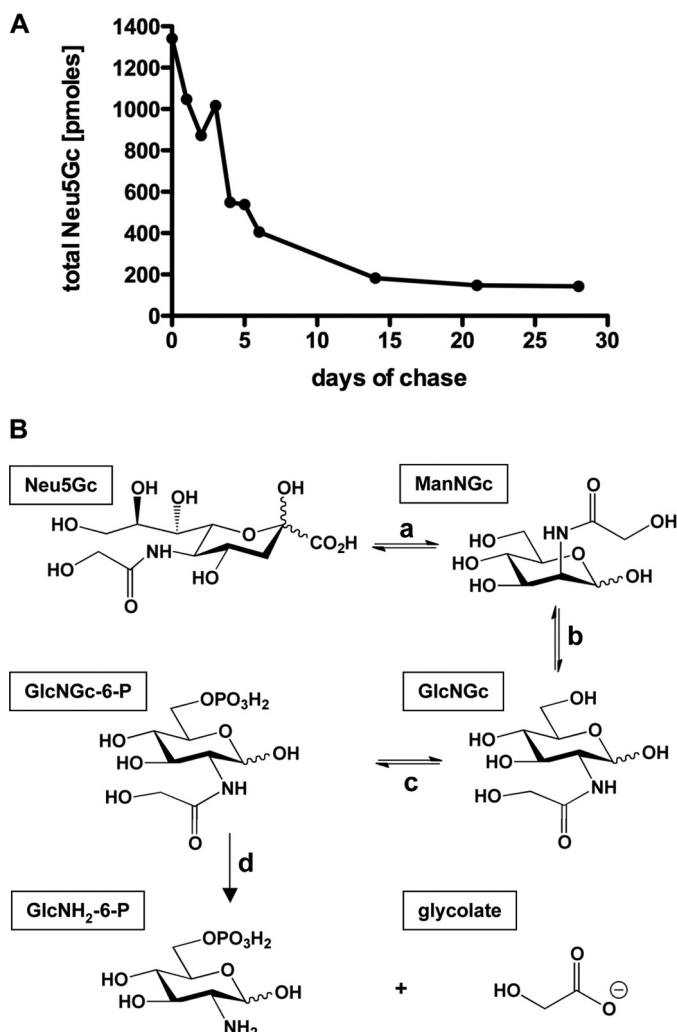 A
total Neu5Gc [pmoles]
1400
1200
1000
800
600
400
200
0
0 5 10 15 20 25 30
days of chase
B
Neu5Gc
OH
OH
OH
HO
O
CO₂H
NH
HO
HO
O
a
ManNGc
O
OH
HN
HO
HO
O
HO
OH
b
GlcNGc-6-P
OPO₃H₂
O
HO
HO
OH
NH
HO
O
c
GlcNGc
OH
O
HO
HO
OH
NH
HO
O
d
GlcNH₂-6-P
OPO₃H₂
O
HO
HO
OH
NH₂
+
glycolate
O
HO
O
⊖